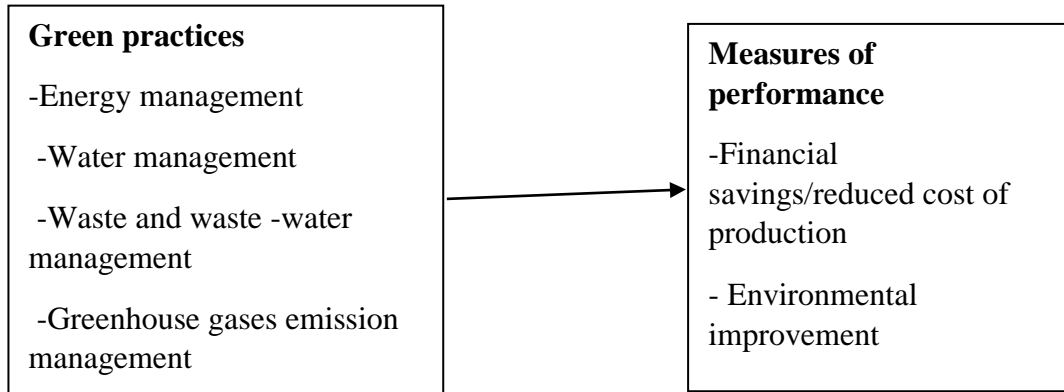 Green practices
-Energy management
-Water management
-Waste and waste -water
management
-Greenhouse gases emission
management
Measures of
performance
-Financial
savings/reduced cost of
production
- Environmental
improvement